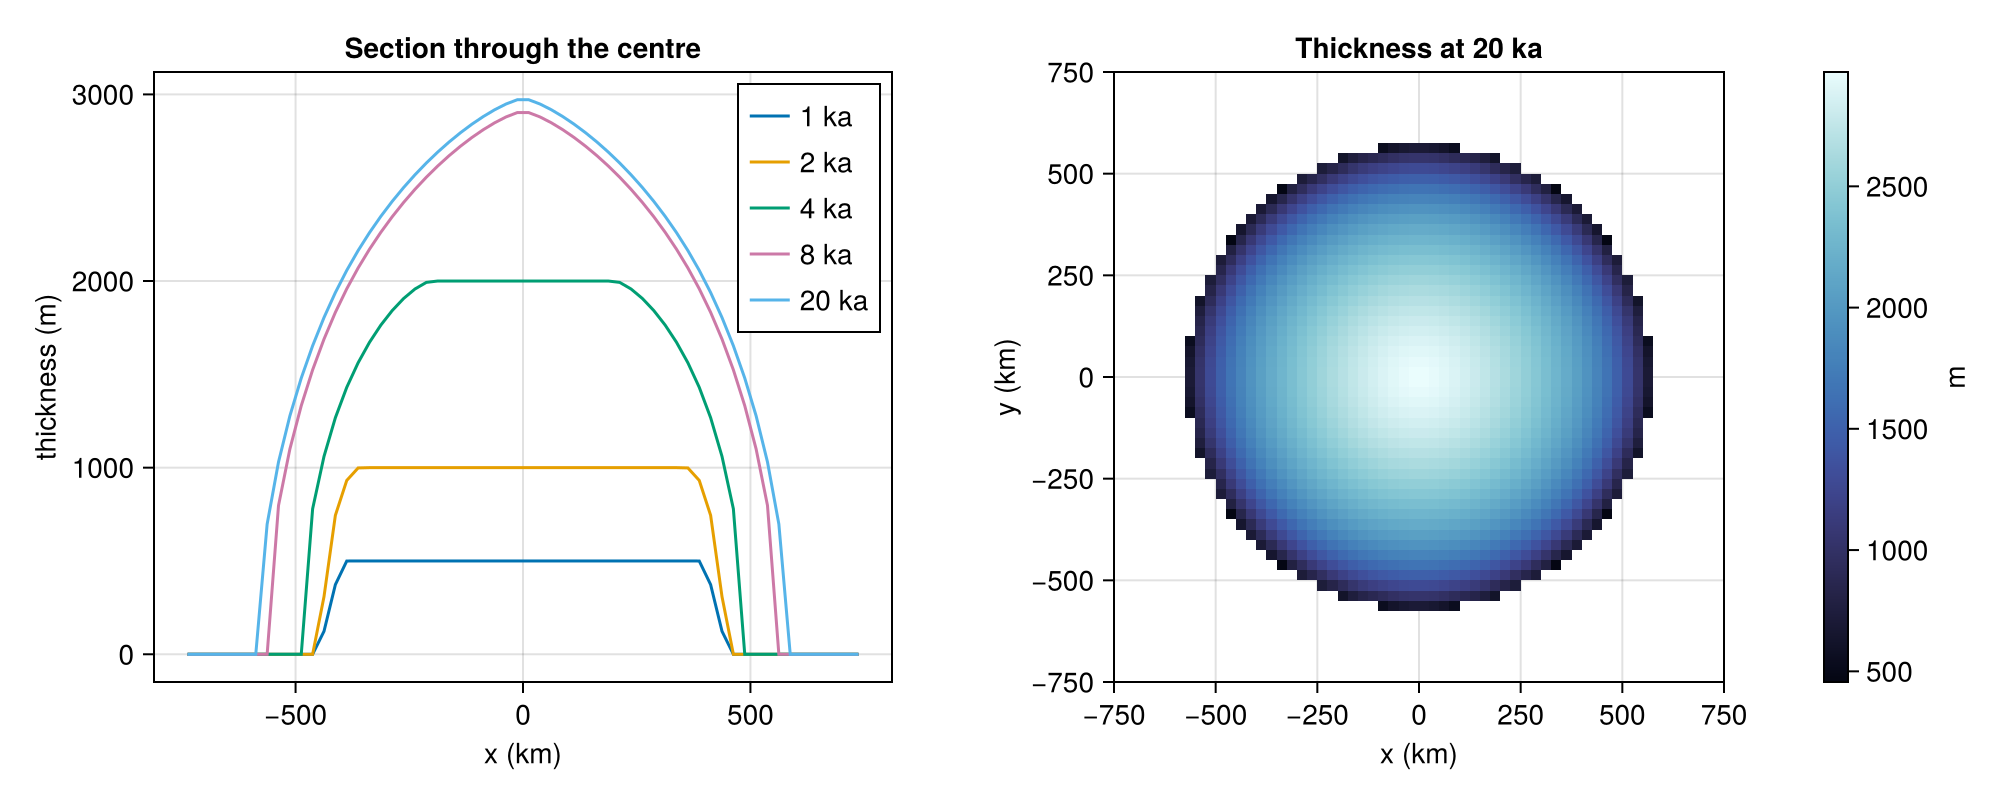 Section through the centre
3000
2000
1000
0
thickness (m)
−500
0
500
x (km)
1 ka
2 ka
4 ka
8 ka
20 ka
Thickness at 20 ka
750
500
250
0
−250
−500
−750
y (km)
−750
−500
−250
0
250
500
750
x (km)
2500
2000
1500
1000
500
m